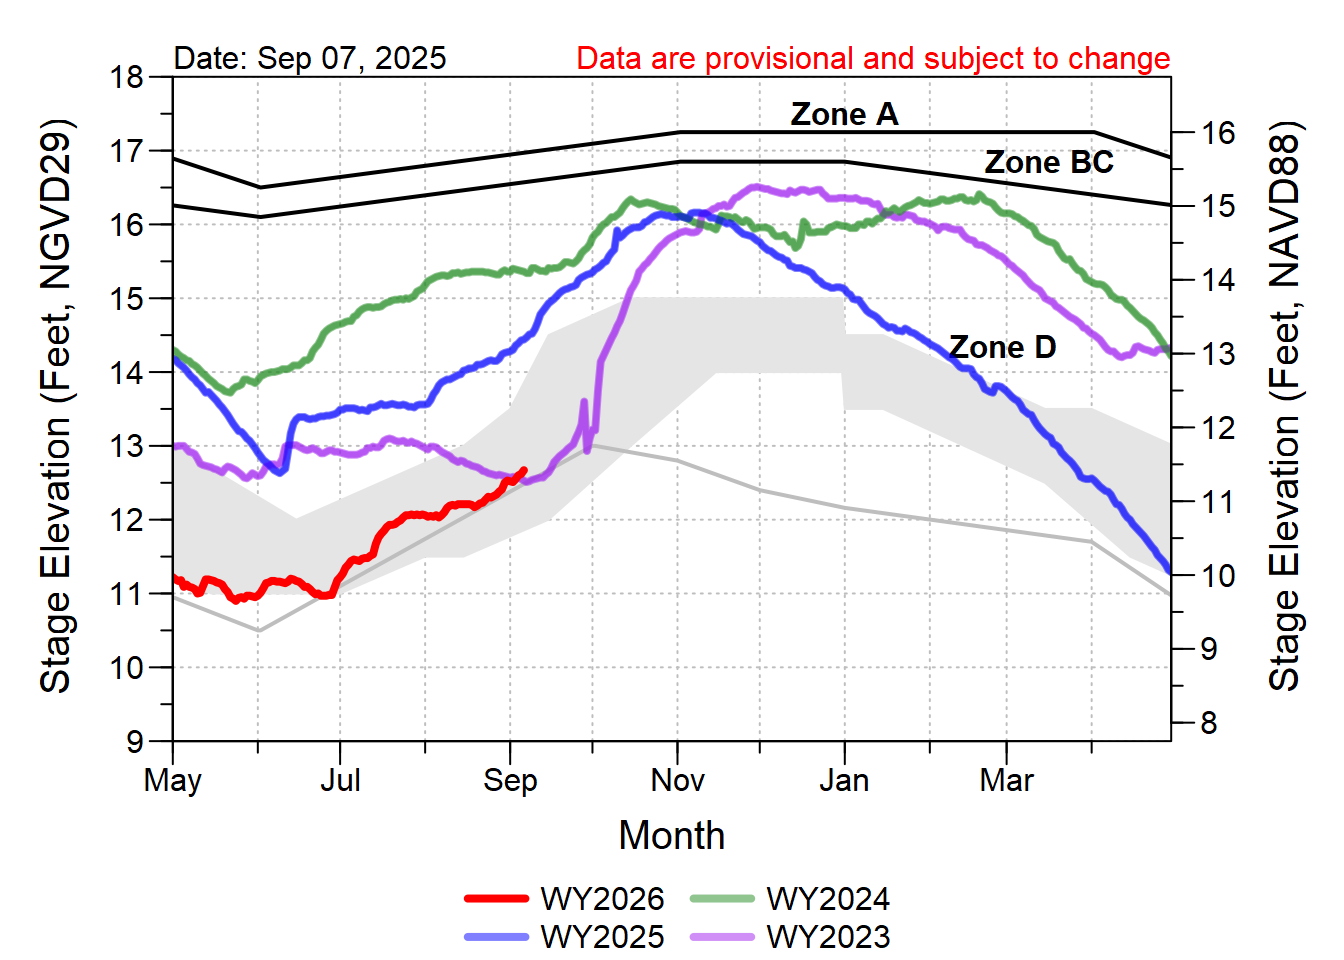 Date: Sep 07, 2025 Data are provisional and subject to change
18
17
16
15
14
13
12
11
10
9
Stage Elevation (Feet, NGVD29)
Zone A
Zone BC
Zone D
16
15
14
13
12
11
10
9
8
Stage Elevation (Feet, NAVD88)
May Jul Sep Nov Jan Mar
Month
WY2026 WY2024
WY2025 WY2023